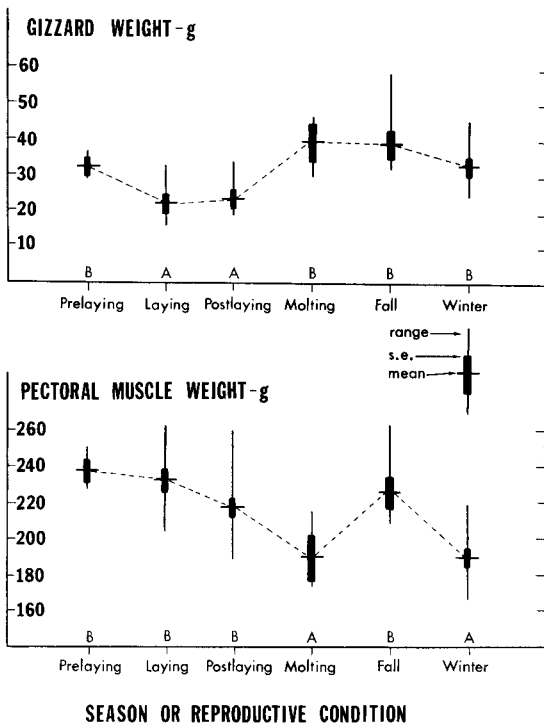 GIZZARD WEIGHT-g
60
50
40
30
20
10
B A A B B B
Prelaying Laying Postlaying Molting Fall Winter
range
s.e.
mean
PECTORAL MUSCLE WEIGHT-g
260
240
220
200
180
160
B B B A B A
Prelaying Laying Postlaying Molting Fall Winter
SEASON OR REPRODUCTIVE CONDITION